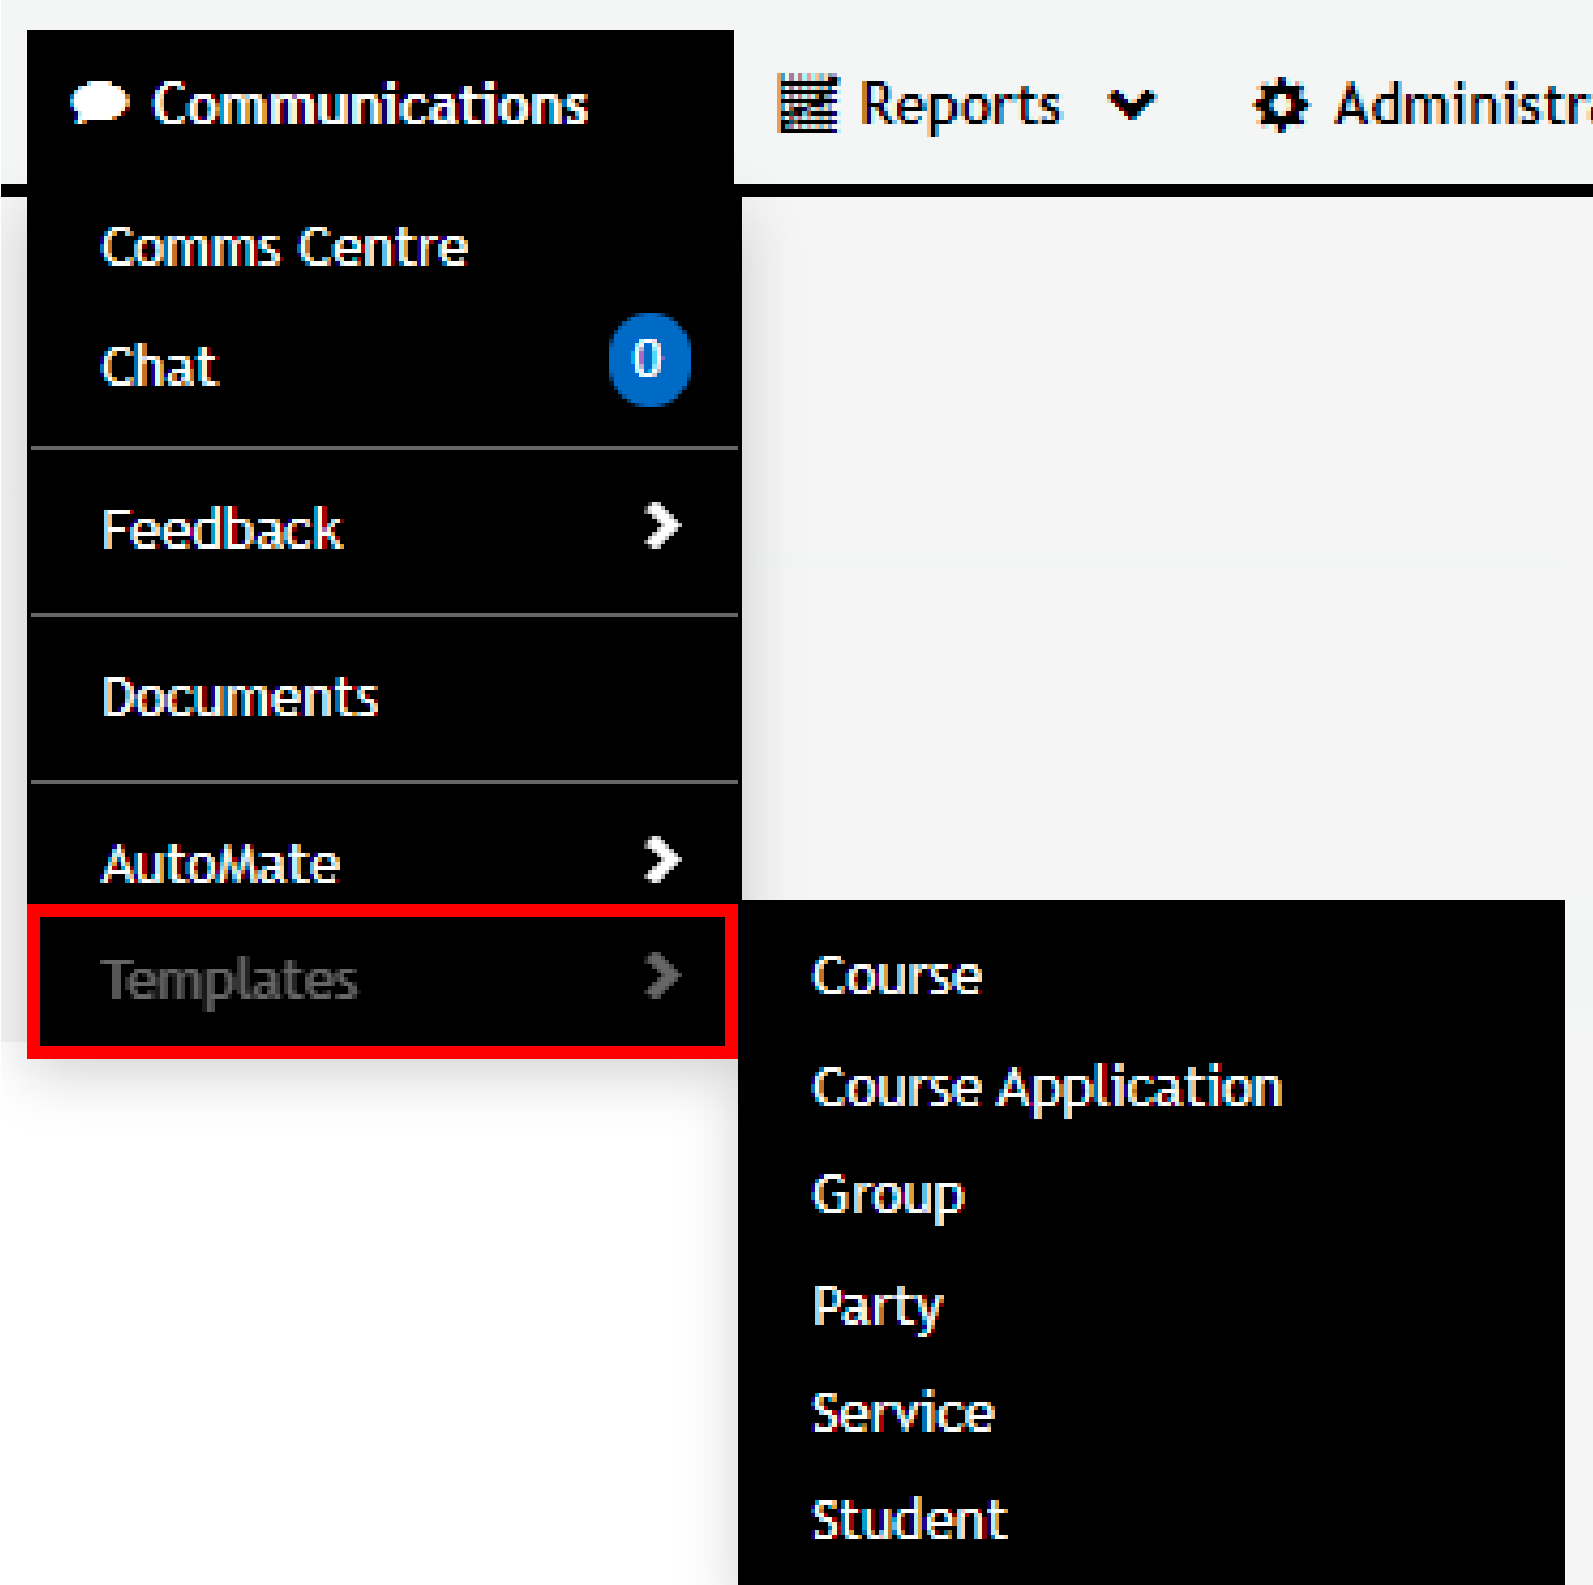 Communications
Reports
Comms Centre
Chat 0
Feedback
Documents
AutoMate
Templates
Course
Course Application
Group
Party
Service
Student